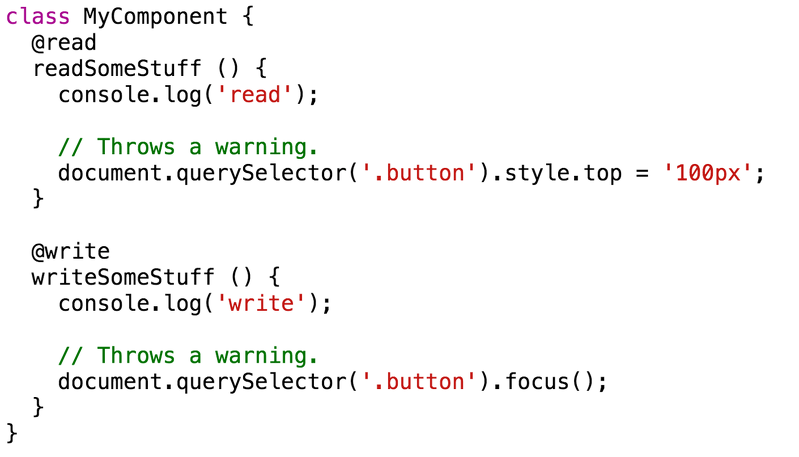 class MyComponent {
  @read
  readSomeStuff () {
    console.log('read');

    // Throws a warning.
    document.querySelector('.button').style.top = '100px';
  }

  @write
  writeSomeStuff () {
    console.log('write');

    // Throws a warning.
    document.querySelector('.button').focus();
  }
}